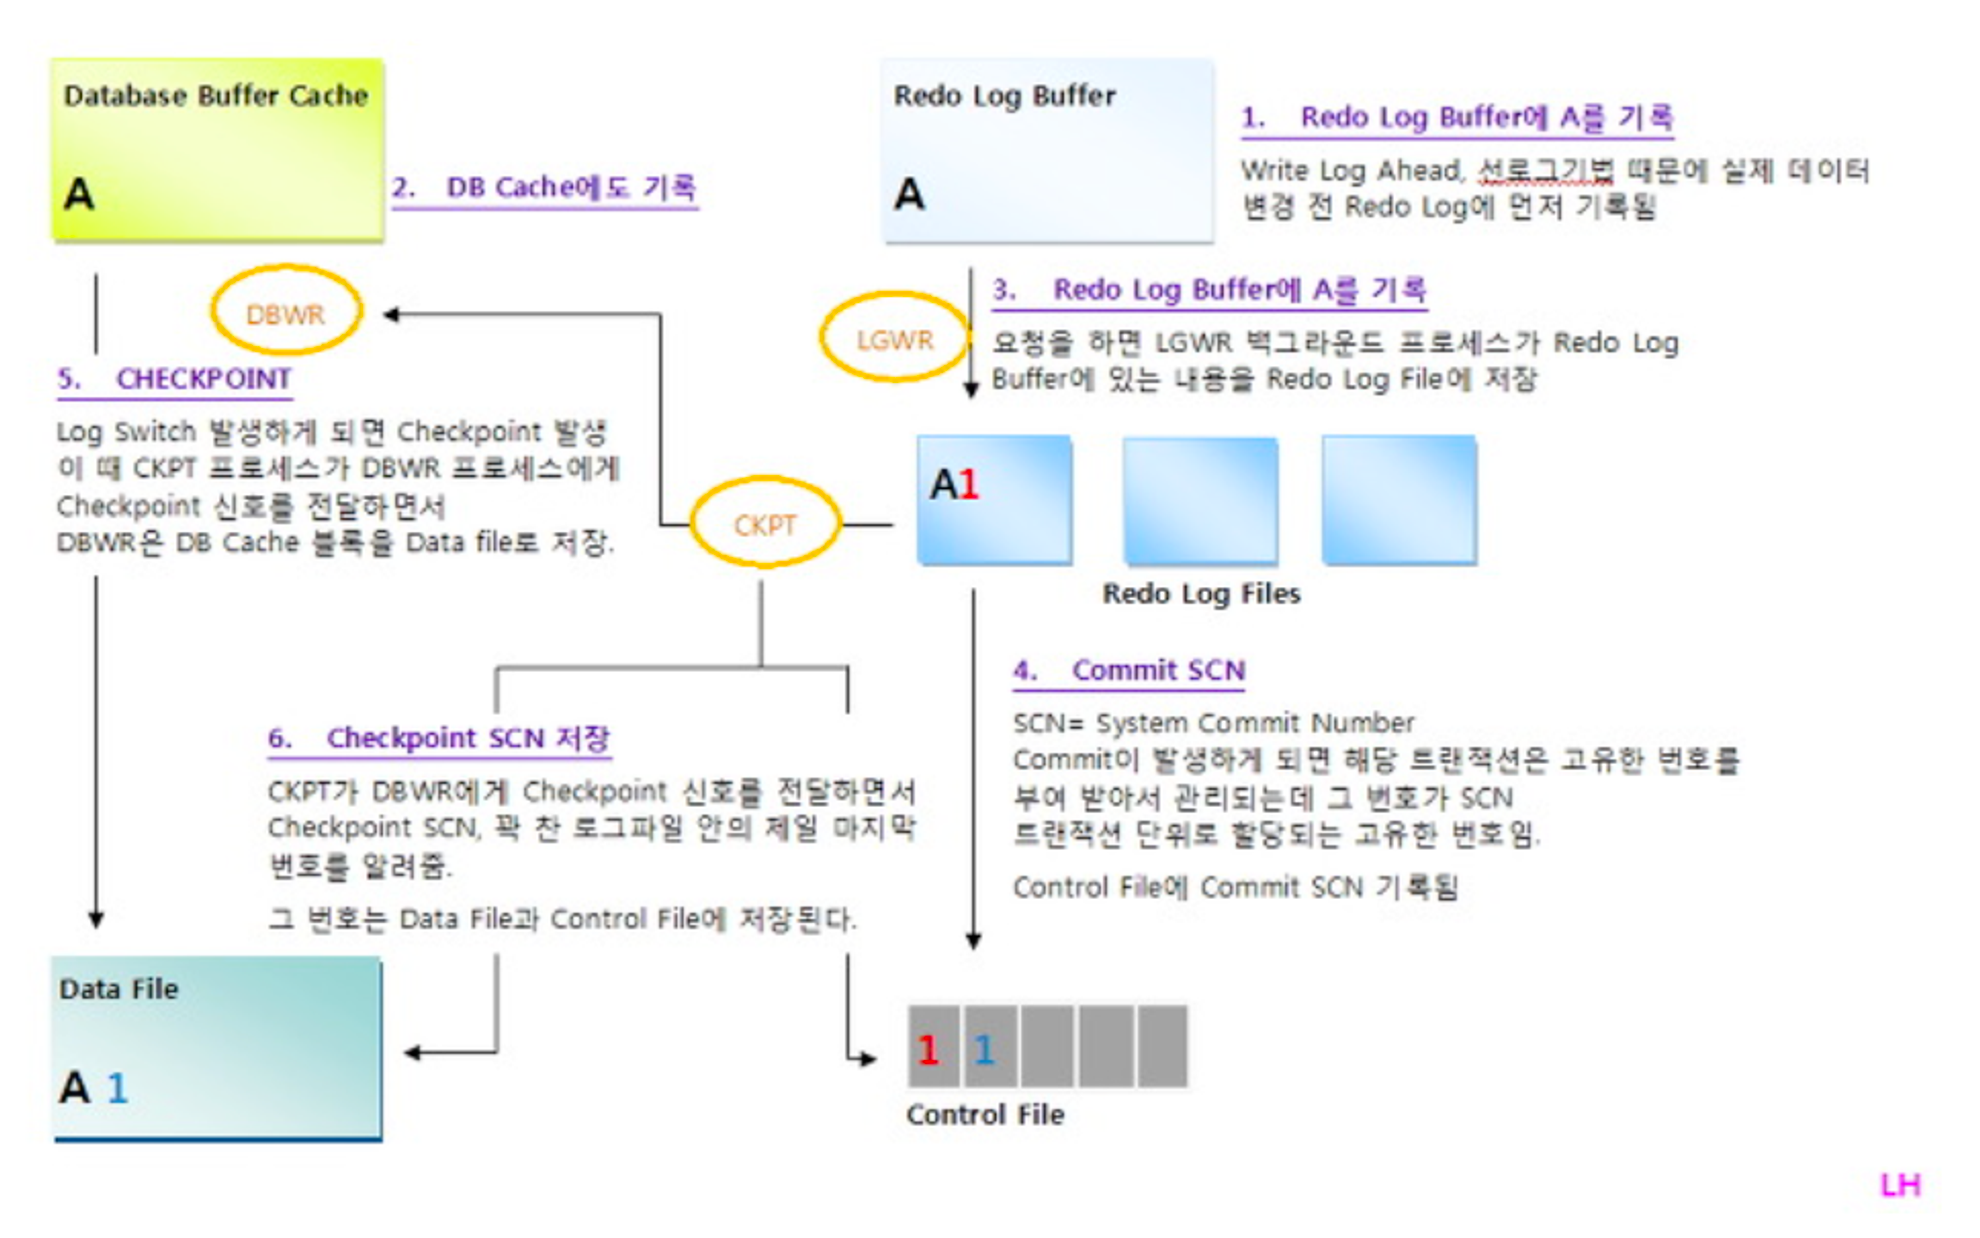 Database Buffer Cache
A
2. DB Cache에도 기록
Redo Log Buffer
A
1. Redo Log Buffer에 A를 기록
Write Log Ahead, 선로그기법 때문에 실제 데이터
변경 전 Redo Log에 먼저 기록됨
DBWR
LGWR
3. Redo Log Buffer에 A를 기록
요청을 하면 LGWR 백그라운드 프로세스가 Redo Log
Buffer에 있는 내용을 Redo Log File에 저장
5. CHECKPOINT
Log Switch 발생하게 되면 Checkpoint 발생
이 때 CKPT 프로세스가 DBWR 프로세스에게
Checkpoint 신호를 전달하면서
DBWR은 DB Cache 블록을 Data file로 저장.
CKPT
A1
Redo Log Files
4. Commit SCN
SCN= System Commit Number
Commit이 발생하게 되면 해당 트랜잭션은 고유한 번호를
부여 받아서 관리되는데 그 번호가 SCN
트랜잭션 단위로 할당되는 고유한 번호임.
Control File에 Commit SCN 기록됨
6. Checkpoint SCN 저장
CKPT가 DBWR에게 Checkpoint 신호를 전달하면서
Checkpoint SCN, 꽉 찬 로그파일 안의 제일 마지막
번호를 알려줌.
그 번호는 Data File과 Control File에 저장된다.
Data File
A 1
1 1
Control File
LH